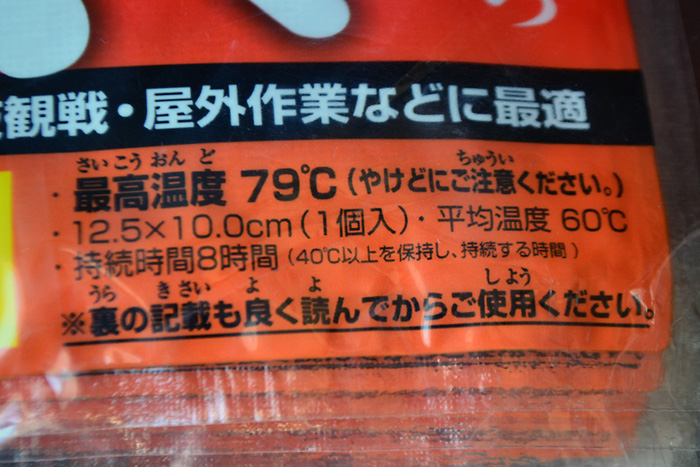 観戦・屋外作業などに最適
さいこうおんど ちゅうい
・最高温度 79℃(やけどにご注意ください。)
・12.5×10.0cm(1個入)・平均温度 60℃
・持続時間8時間(40℃以上を保持し、持続する時間)
うら きさい よ よ しよう
※裏の記載も良く読んでからご使用ください。